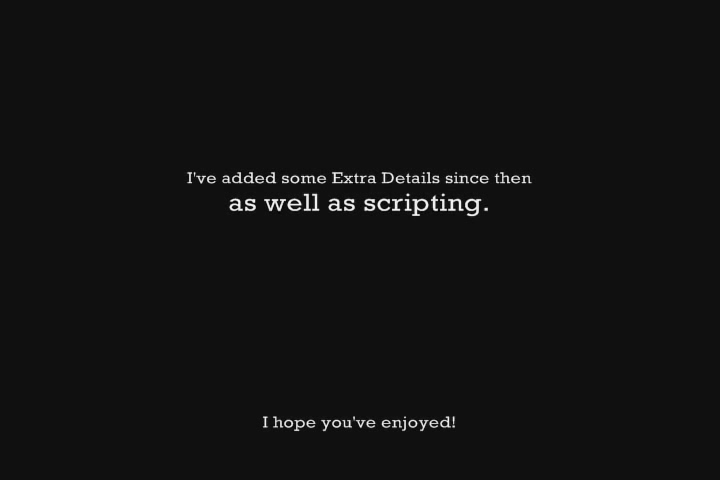 I've added some Extra Details since then
as well as scripting.
I hope you've enjoyed!